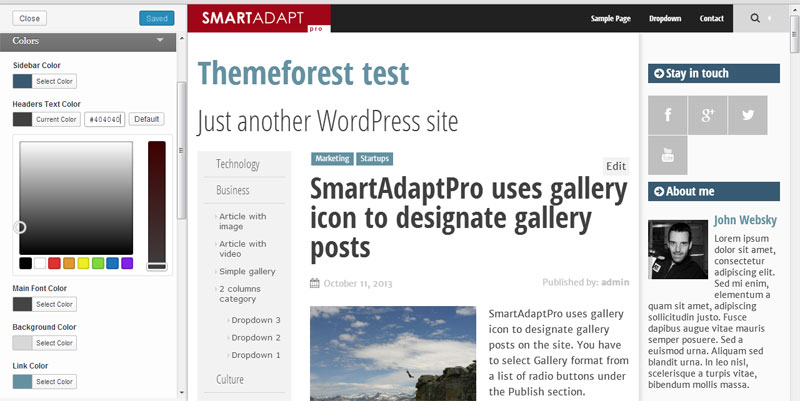 Close
Saved
Colors
Sidebar Color
Select Color
Headers Text Color
Current Color
#404040
Default
Main Font Color
Select Color
Background Color
Select Color
Link Color
Select Color
SMARTADAPT
pro
Sample Page
Dropdown
Contact
Themeforest test
Just another WordPress site
Technology
Business
Article with
image
Article with
video
Simple gallery
2 columns
category
Dropdown 3
Dropdown 2
Dropdown 1
Culture
Marketing
Startups
Edit
SmartAdaptPro uses gallery
icon to designate gallery
posts
October 11, 2013
Published by: admin
SmartAdaptPro uses gallery
icon to designate gallery
posts on the site. You have
to select Gallery format from
a list of radio buttons under
the Publish section.
Stay in touch
f
g+
You
Tube
About me
John Websky
Lorem ipsum
dolor sit amet,
consectetur
adipiscing elit.
Sed mi enim,
elementum a
quam sit amet, adipiscing
sollicitudin justo. Fusce
dapibus augue vitae mauris
semper posuere. Sed a
euismod urna. Aliquam sed
blandit urna. In leo nisl,
scelerisque a turpis vitae,
bibendum mollis massa.